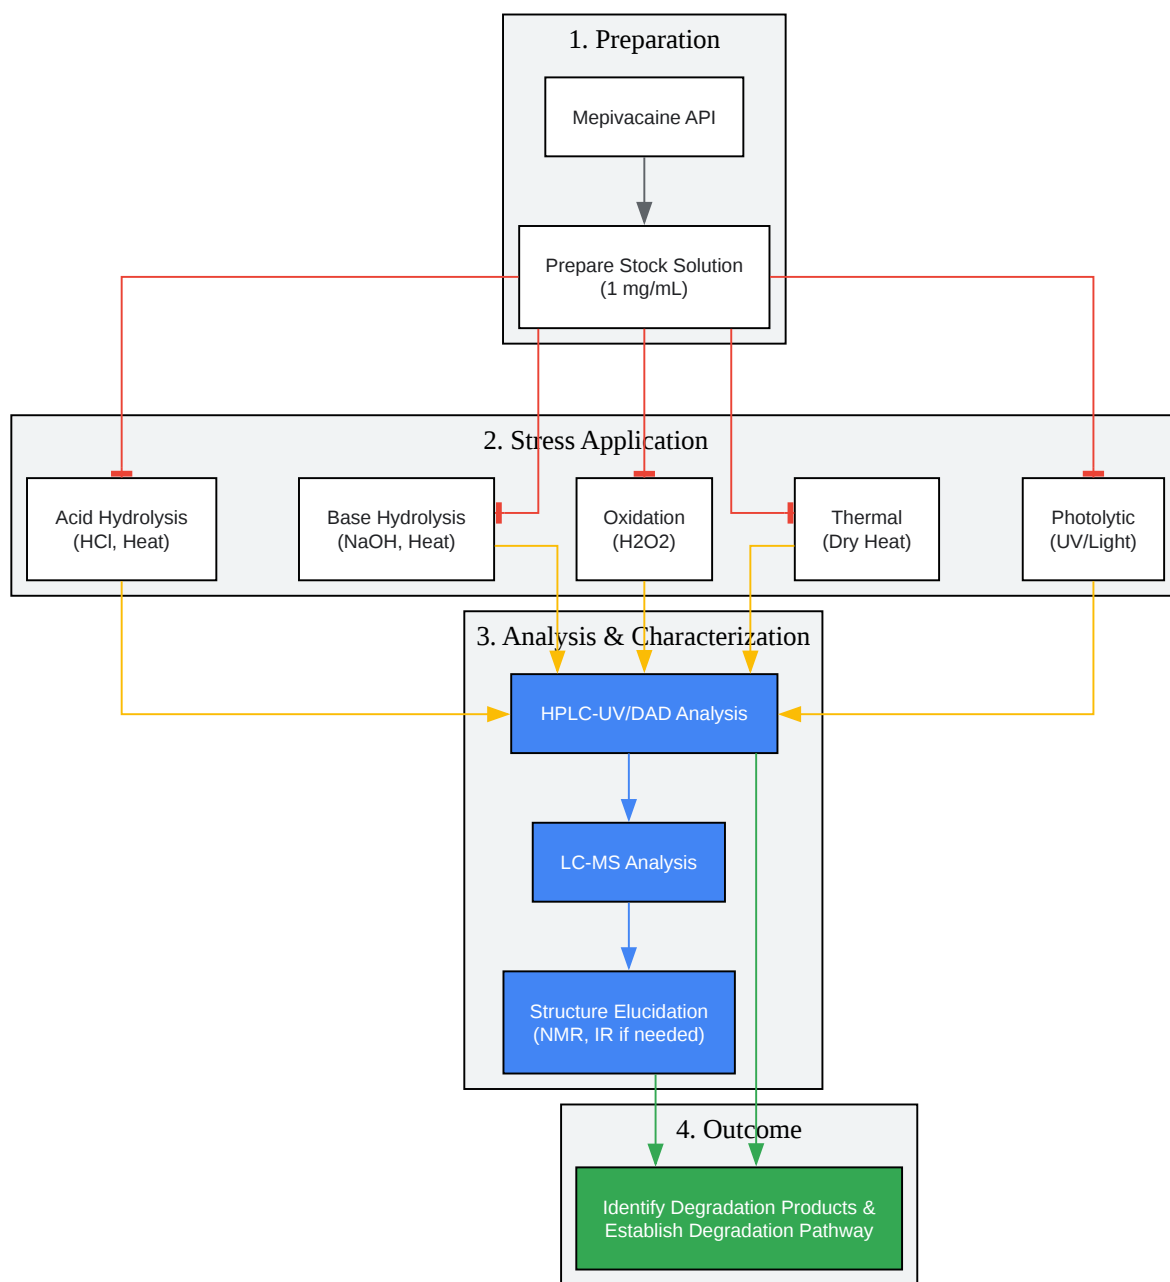 1. Preparation
Mepivacaine API
Prepare Stock Solution
(1 mg/mL)
2. Stress Application
Acid Hydrolysis
(HCl, Heat)
Base Hydrolysis
(NaOH, Heat)
Oxidation
(H2O2)
Thermal
(Dry Heat)
Photolytic
(UV/Light)
3. Analysis & Characterization
HPLC-UV/DAD Analysis
LC-MS Analysis
Structure Elucidation
(NMR, IR if needed)
4. Outcome
Identify Degradation Products &
Establish Degradation Pathway